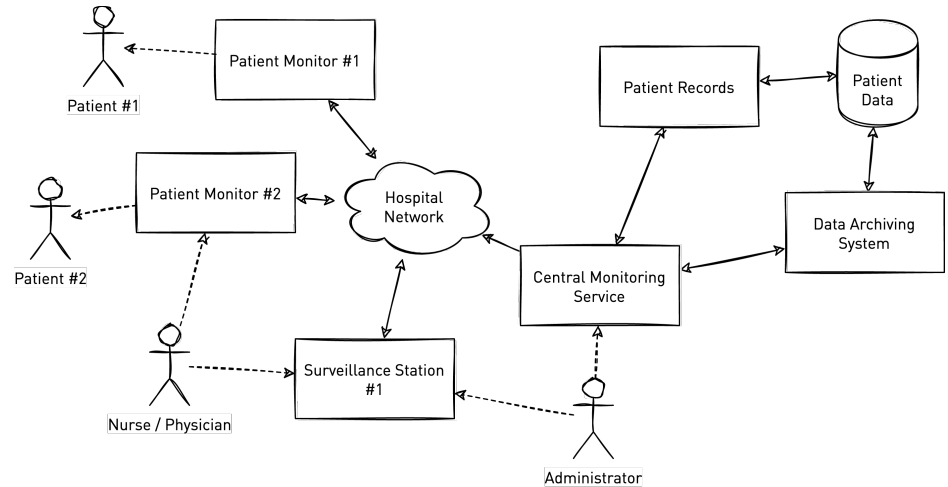 Patient Monitor #1
Patient #1
Patient Records
Patient
Data
Patient Monitor #2
Hospital
Network
Data Archiving
System
Patient #2
Central Monitoring
Service
Surveillance Station
#1
Nurse / Physician
Administrator